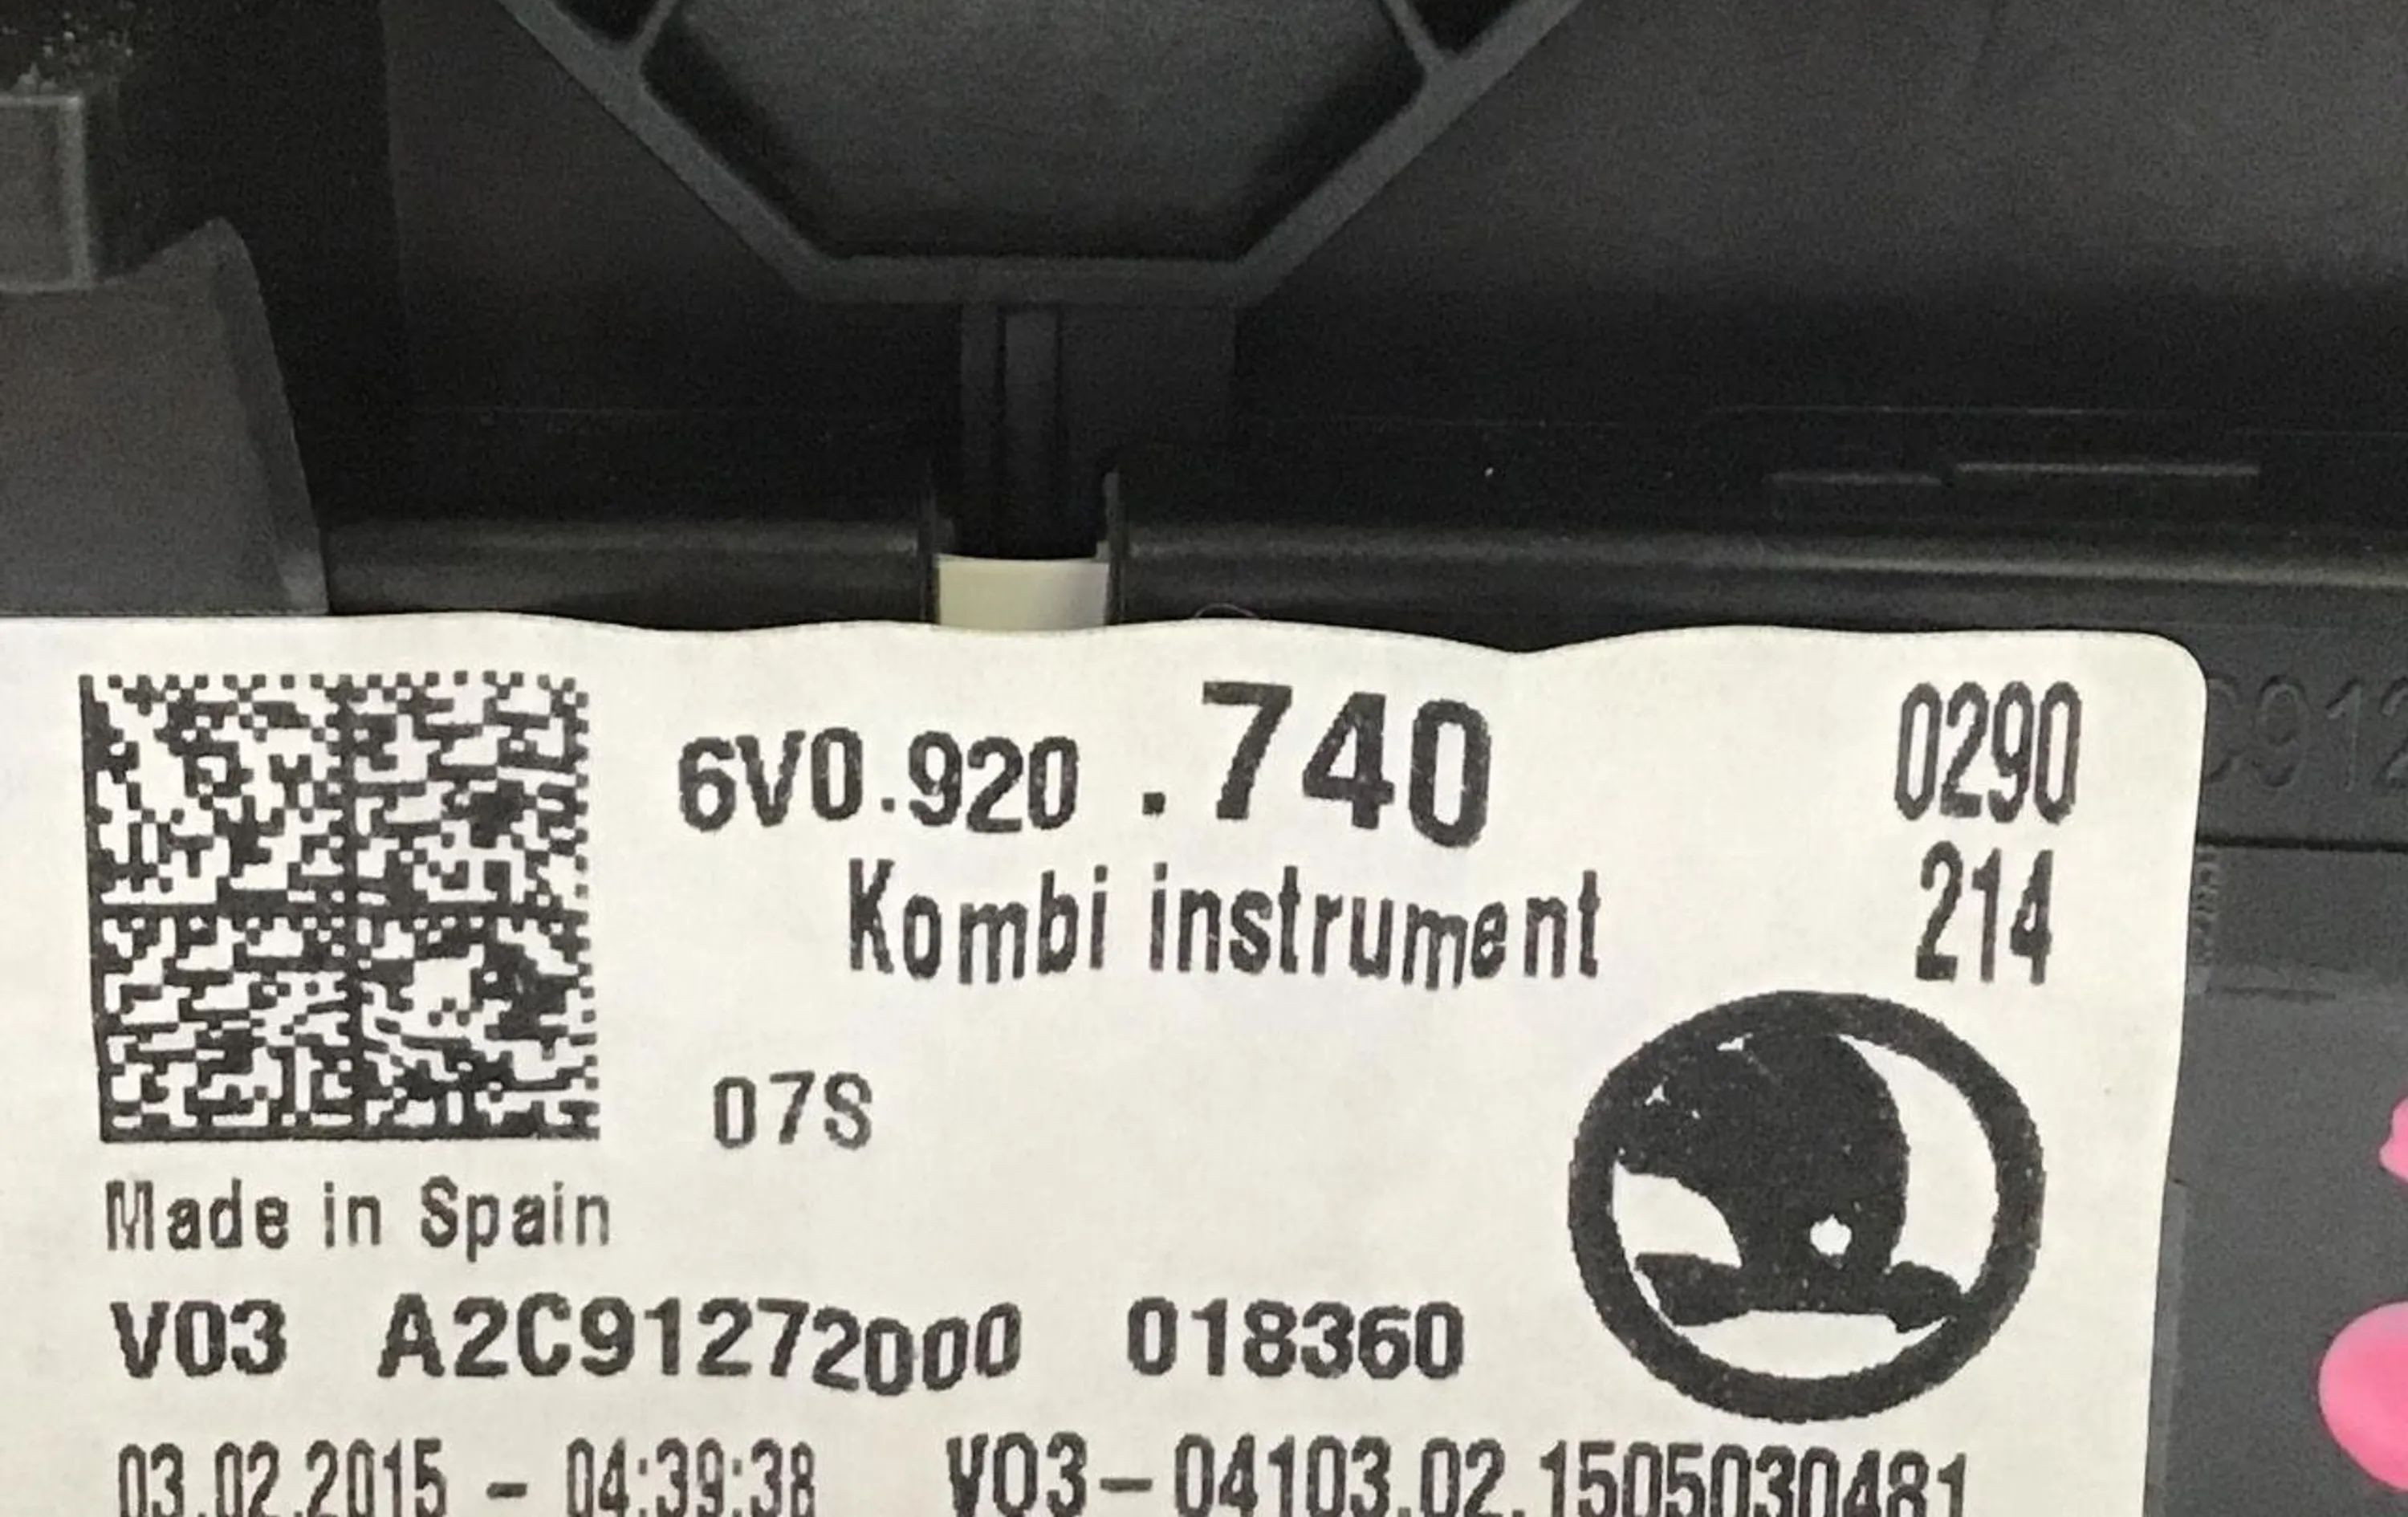 6V0.920 .740 0290
Kombi instrument 214
07S
Made in Spain
V03 A2C91272000 018360
03.02.2015 - 04:39:38 V03-04103.02.1505030481
C912